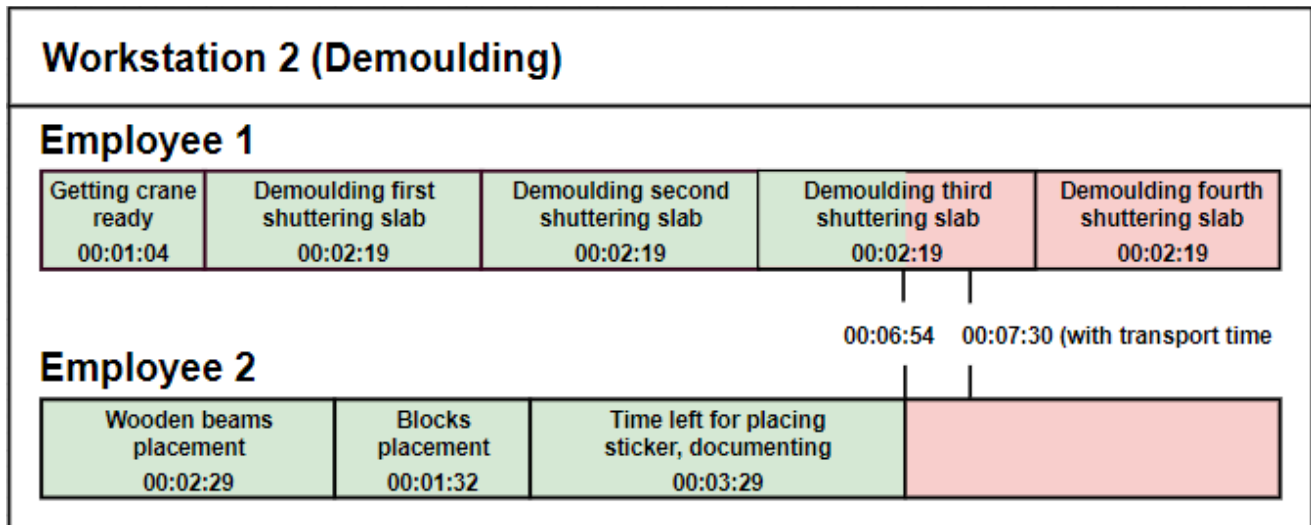 Workstation 2 (Demoulding)
Employee 1
Getting crane
ready
00:01:04
Demoulding first
shuttering slab
00:02:19
Demoulding second
shuttering slab
00:02:19
Demoulding third
shuttering slab
00:02:19
Demoulding fourth
shuttering slab
00:02:19
00:06:54
00:07:30 (with transport time
Employee 2
Wooden beams
placement
00:02:29
Blocks
placement
00:01:32
Time left for placing
sticker, documenting
00:03:29